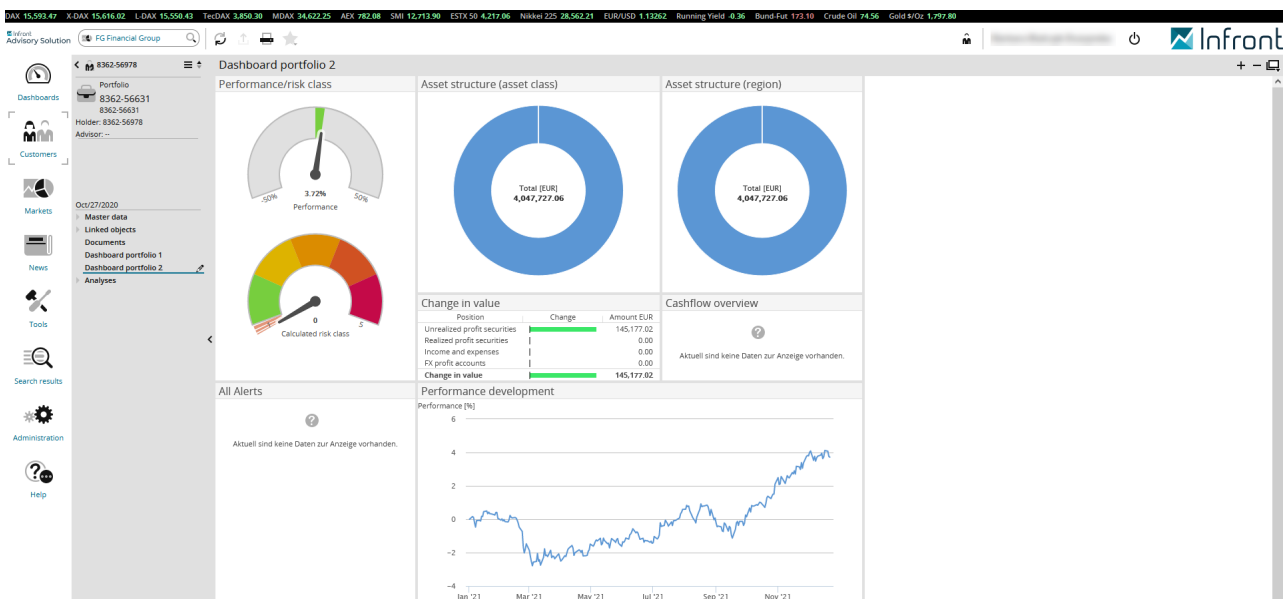 DAX 15,593.47 X-DAX 15,616.02 L-DAX 15,550.43 TecDAX 3,850.30 MDAX 34,622.25 AEX 782.08 SMI 12,713.90 ESTX 50 4,217.06 Nikkei 225 28,562.21 EUR/USD 1.13262 Running Yield -0.36 Bund-Fut 173.10 Crude Oil 74.56 Gold $/Oz 1,797.80
Infront
Advisory Solution
FG Financial Group
Infront
8362-56978
Dashboard portfolio 2
Dashboards
Customers
Markets
News
Tools
Search results
Administration
Help
Portfolio
8362-56631
8362-56631
Holder: 8362-56978
Advisor: --
Oct/27/2020
Master data
Linked objects
Documents
Dashboard portfolio 1
Dashboard portfolio 2
Analyses
Performance/risk class
-50%
3.72%
50%
Performance
0
5
Calculated risk class
Asset structure (asset class)
Total [EUR]
4,047,727.06
Asset structure (region)
Total [EUR]
4,047,727.06
Change in value
Position Change Amount EUR
Unrealized profit securities 145,177.02
Realized profit securities 0.00
Income and expenses 0.00
FX profit accounts 0.00
Change in value 145,177.02
Cashflow overview
Aktuell sind keine Daten zur Anzeige vorhanden.
All Alerts
Aktuell sind keine Daten zur Anzeige vorhanden.
Performance development
Performance [%]
6
4
2
0
-2
-4
Jan '21 Mar '21 May '21 Jul '21 Sep '21 Nov '21